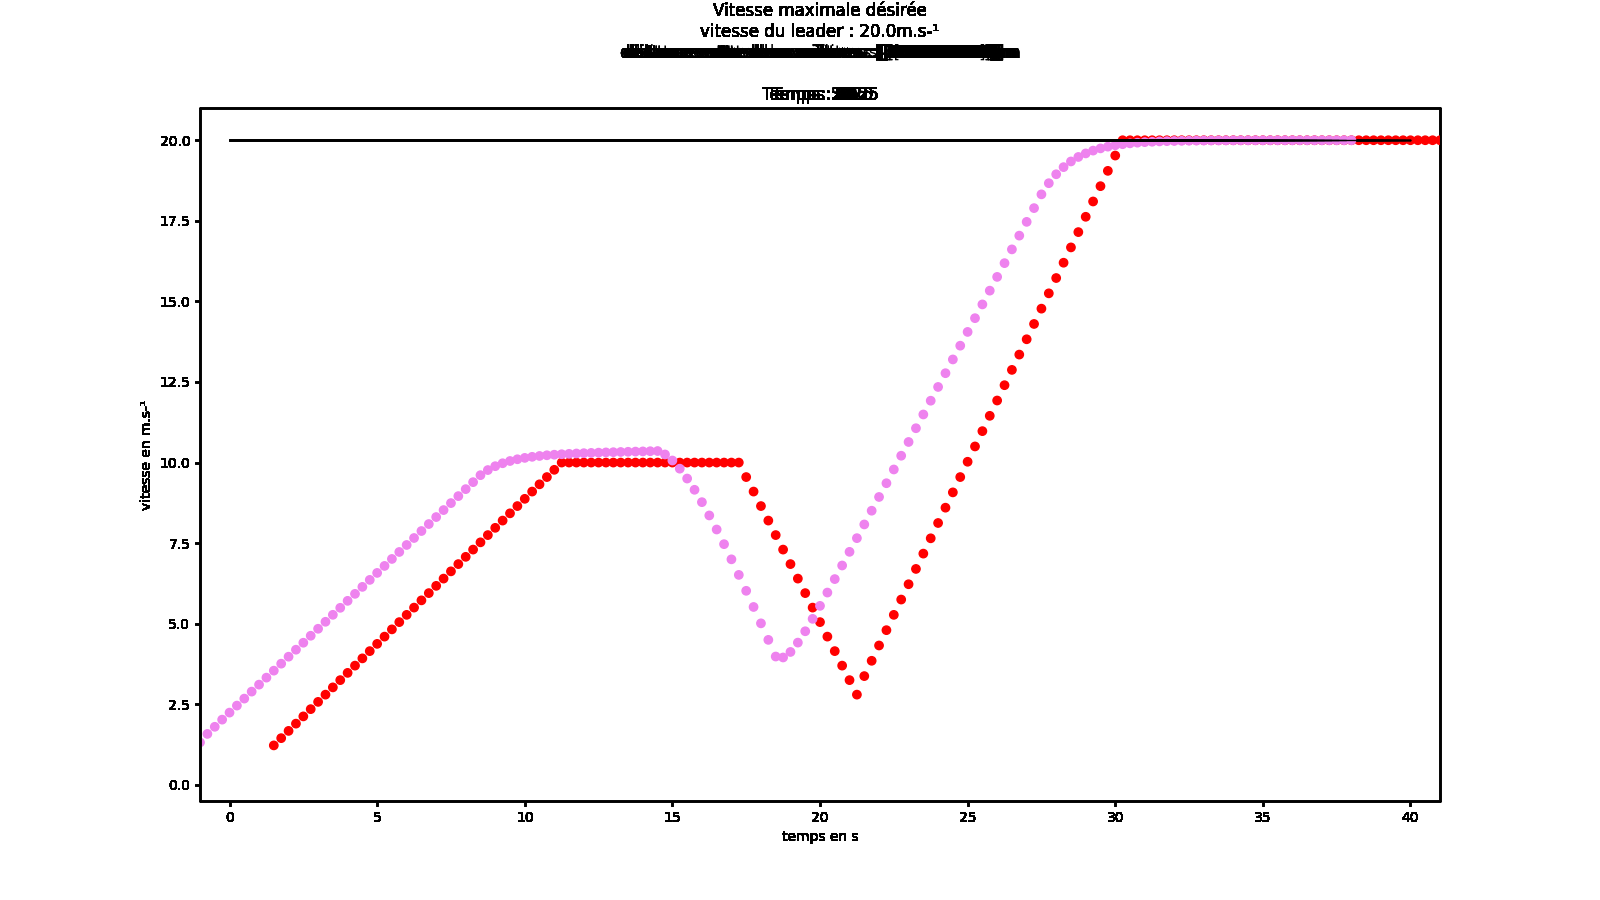 Vitesse maximale désirée
vitesse du leader : 20.0m.s-¹
Temps :
20.0
17.5
15.0
12.5
10.0
7.5
5.0
2.5
0.0
vitesse en m.s-¹
0 5 10 15 20 25 30 35 40
temps en s